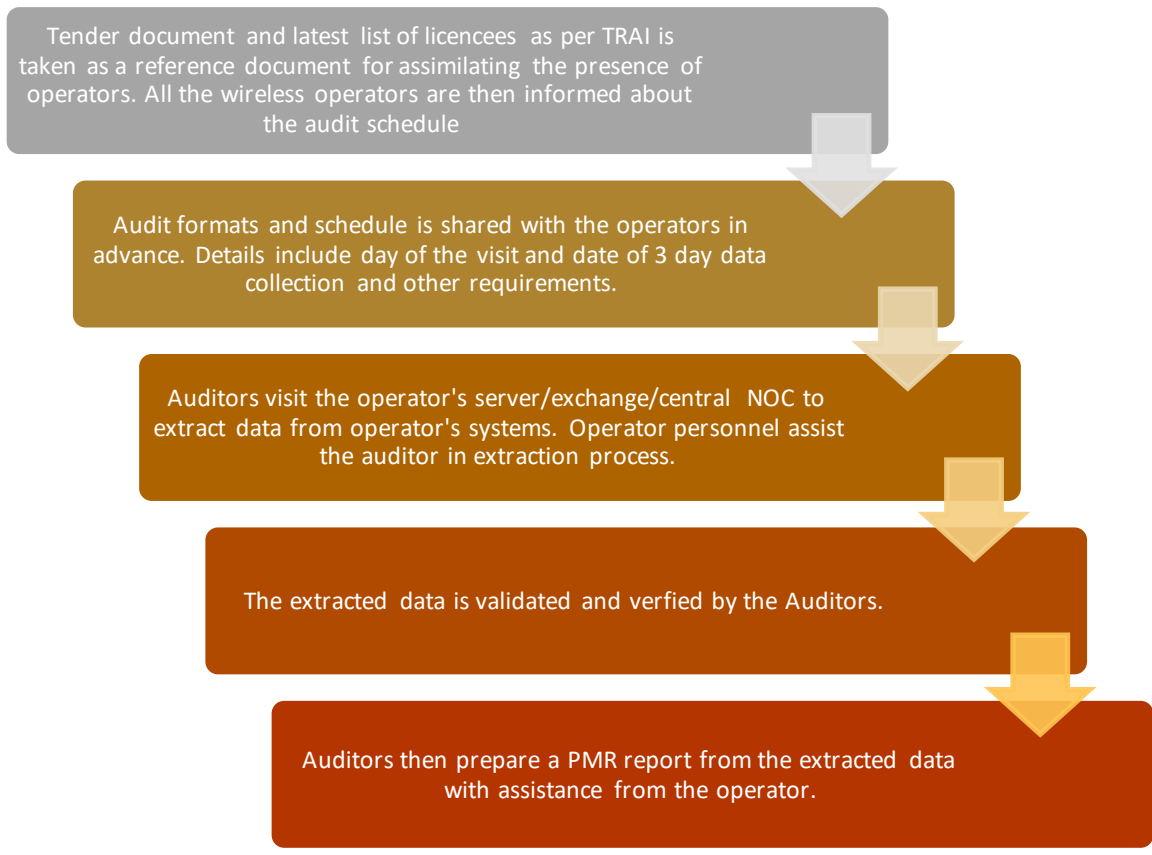 Tender document and latest list of licencees as per TRAI is
taken as a reference document for assimilating the presence of
operators. All the wireless operators are then informed about
the audit schedule
Audit formats and schedule is shared with the operators in
advance. Details include day of the visit and date of 3 day data
collection and other requirements.
Auditors visit the operator's server/exchange/central NOC to
extract data from operator's systems. Operator personnel assist
the auditor in extraction process.
The extracted data is validated and verfied by the Auditors.
Auditors then prepare a PMR report from the extracted data
with assistance from the operator.